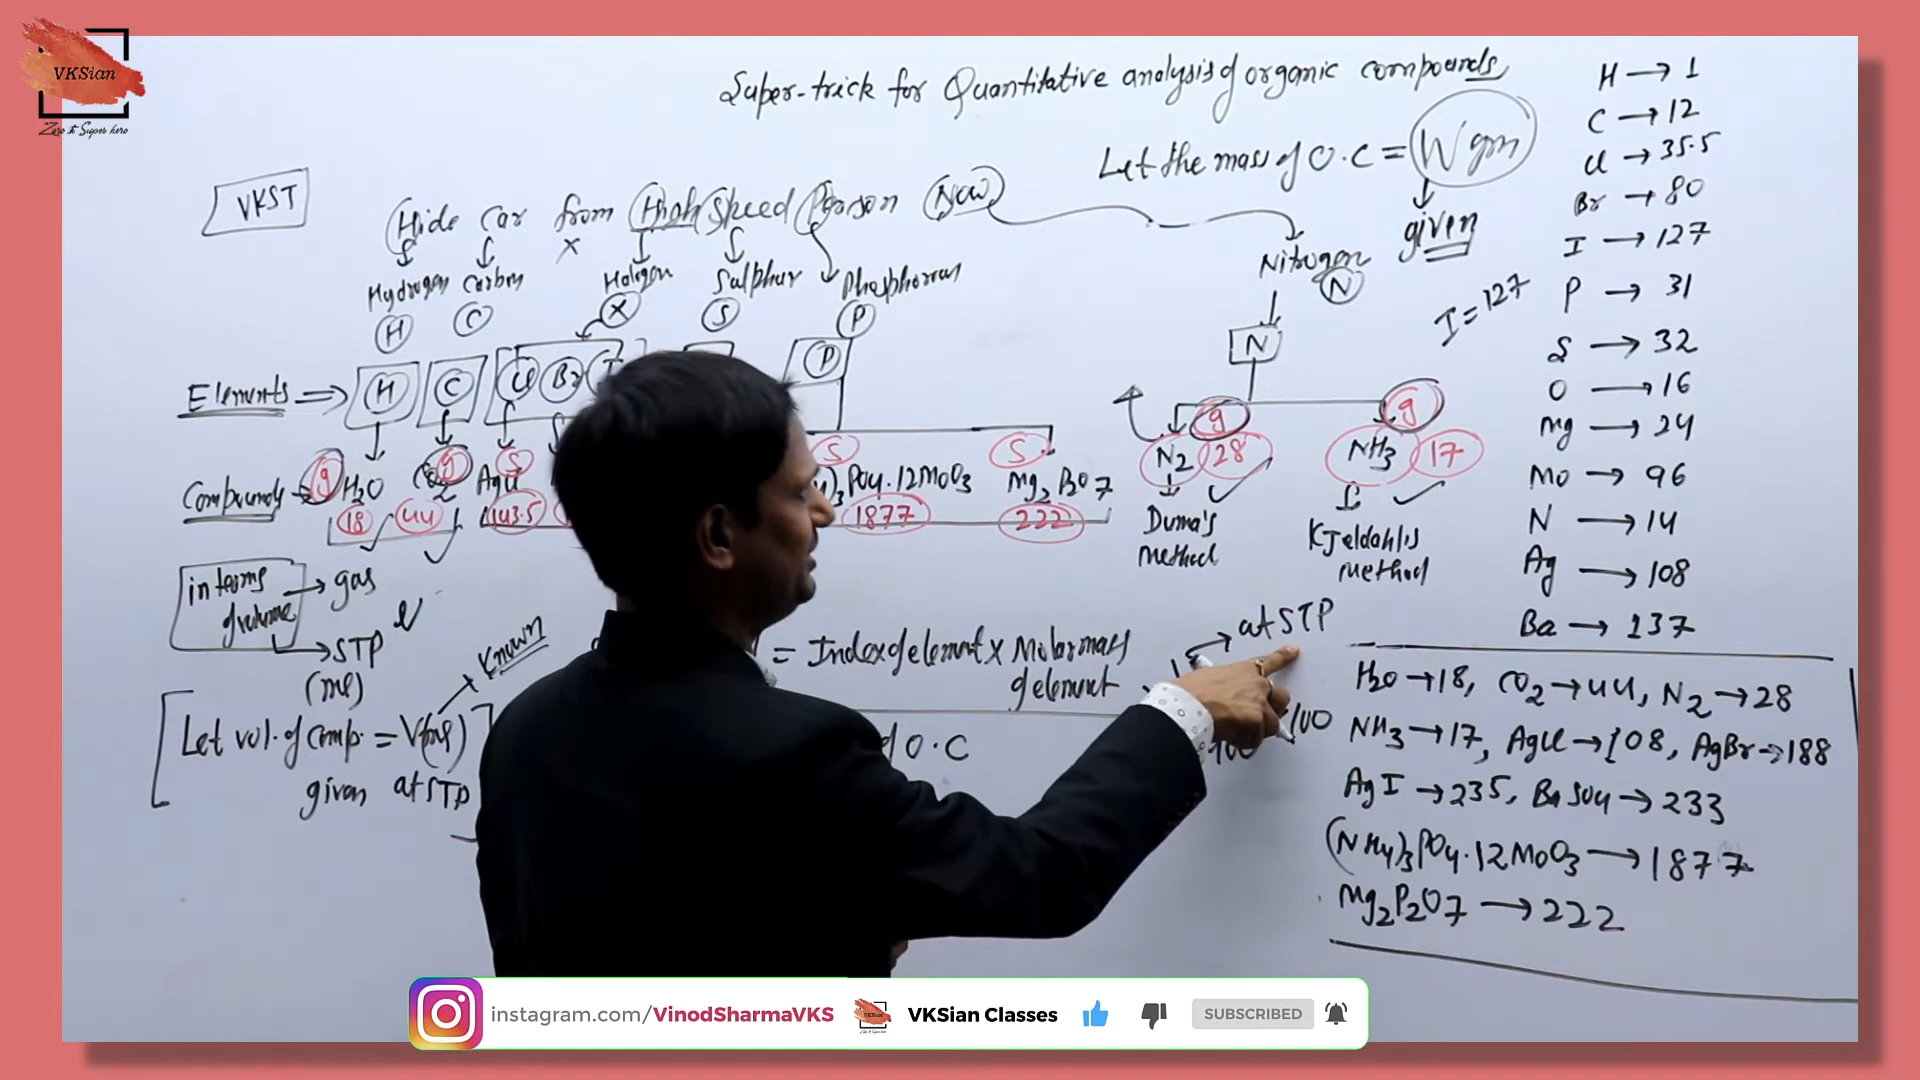 VKSian
Zero to Super hero
Super-trick for Quantitative analysis of organic compounds
Let the mass of O.C = W gm
given
VKST
Hide Car from High Speed Person Now
x
Hydrogen Carbon Halogen Sulphur Phosphorous Nitrogen
H C X S P N
I = 127
Elements ⇒ H C Cl Br I P N
g g S S S g g
Compounds → H2O CO2 AgCl )3PO4.12MoO3 Mg2P2O7 N2 28 NH3 17
18 44 143.5 1877 222
Duma's method
KJeldahl's method
in terms of volume → gas
→ STP
(ml)
Known
Let vol. of comp. = V(ml)
given at STP
= Index of element x Molar mass
of element
at STP
of O.C
100
H → 1
C → 12
Cl → 35.5
Br → 80
I → 127
P → 31
S → 32
O → 16
Mg → 24
Mo → 96
N → 14
Ag → 108
Ba → 137
H2O → 18, CO2 → 44, N2 → 28
NH3 → 17, AgCl → 108, AgBr → 188
AgI → 235, BaSO4 → 233
(NH4)3PO4.12MoO3 → 1877
Mg2P2O7 → 222
instagram.com/VinodSharmaVKS VKSian Classes SUBSCRIBED